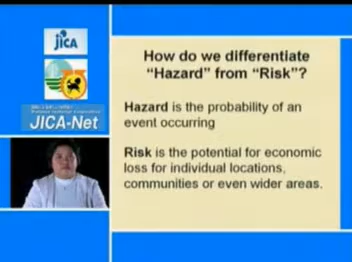 JICA
JICA-Net
How do we differentiate
"Hazard" from "Risk"?
Hazard is the probability of an
event occurring
Risk is the potential for economic
loss for individual locations,
communities or even wider areas.